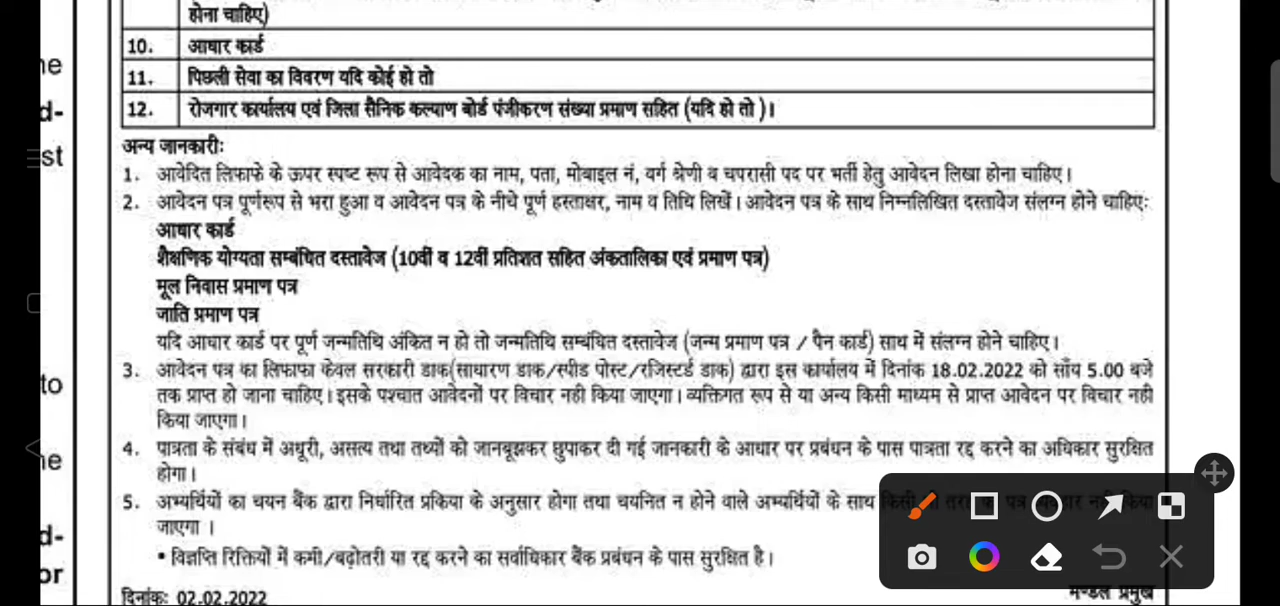 होना चाहिए)
10. आधार कार्ड
11. पिछली सेवा का विवरण यदि कोई हो तो
12. रोजगार कार्यालय एवं जिला सैनिक कल्याण बोर्ड पंजीकरण संख्या प्रमाण सहित (यदि हो तो )।
अन्य जानकारीः
1. आवेदित लिफाफे के ऊपर स्पष्ट रूप से आवेदक का नाम, पता, मोबाइल नं, वर्ग श्रेणी व चपरासी पद पर भर्ती हेतु आवेदन लिखा होना चाहिए।
2. आवेदन पत्र पूर्णरूप से भरा हुआ व आवेदन पत्र के नीचे पूर्ण हस्ताक्षर, नाम व तिथि लिखें। आवेदन पत्र के साथ निम्नलिखित दस्तावेज संलग्न होने चाहिएः
आधार कार्ड
शैक्षणिक योग्यता सम्बंधित दस्तावेज (10वीं व 12वीं प्रतिशत सहित अंकतालिका एवं प्रमाण पत्र)
मूल निवास प्रमाण पत्र
जाति प्रमाण पत्र
यदि आधार कार्ड पर पूर्ण जन्मतिथि अंकित न हो तो जन्मतिथि सम्बंधित दस्तावेज (जन्म प्रमाण पत्र / पैन कार्ड) साथ में संलग्न होने चाहिए।
3. आवेदन पत्र का लिफाफा केवल सरकारी डाक(साधारण डाक/स्पीड पोस्ट/रजिस्टर्ड डाक) द्वारा इस कार्यालय में दिनांक 18.02.2022 को साँय 5.00 बजे
तक प्राप्त हो जाना चाहिए। इसके पश्चात आवेदनों पर विचार नही किया जाएगा। व्यक्तिगत रूप से या अन्य किसी माध्यम से प्राप्त आवेदन पर विचार नही
किया जाएगा।
4. पात्रता के संबंध में अधूरी, असत्य तथा तथ्यों को जानबूझकर छुपाकर दी गई जानकारी के आधार पर प्रबंधन के पास पात्रता रद्द करने का अधिकार सुरक्षित
होगा।
5. अभ्यर्थियों का चयन बैंक द्वारा निर्धारित प्रकिया के अनुसार होगा तथा चयनित न होने वाले अभ्यर्थियों के साथ किसी पत्र नहीं किया
जाएगा ।
• विज्ञप्ति रिक्तियों में कमी/बढ़ोतरी या रद्द करने का सर्वाधिकार बैंक प्रबंधन के पास सुरक्षित है।
दिनांकः 02.02.2022
मण्डल प्रमुख
he
d-
st
to
he
d-
or